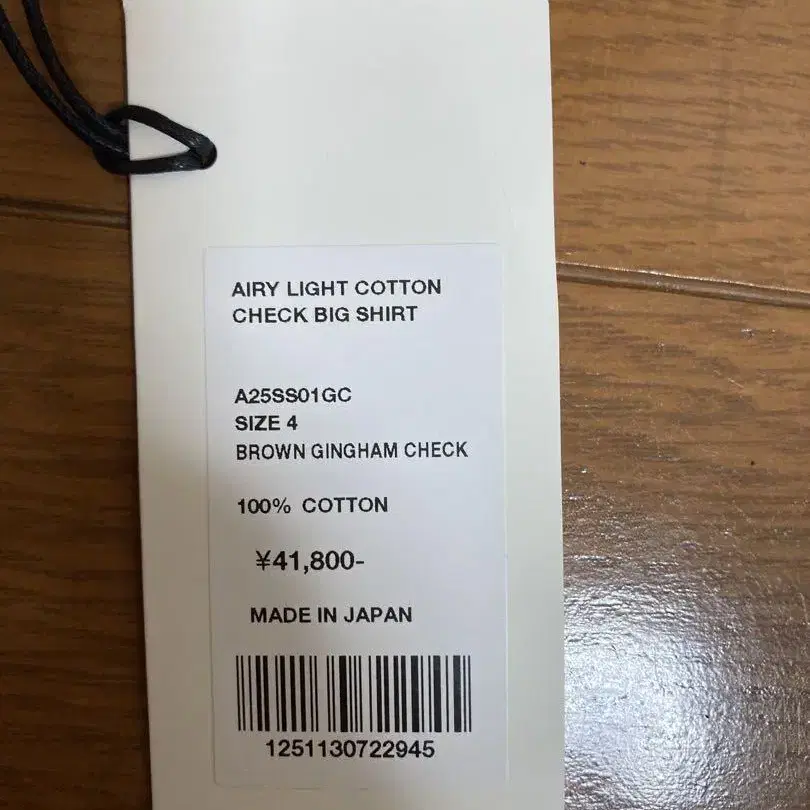 AIRY LIGHT COTTON
CHECK BIG SHIRT
A25SS01GC
SIZE 4
BROWN GINGHAM CHECK
100% COTTON
¥41,800-
MADE IN JAPAN
1251130722945